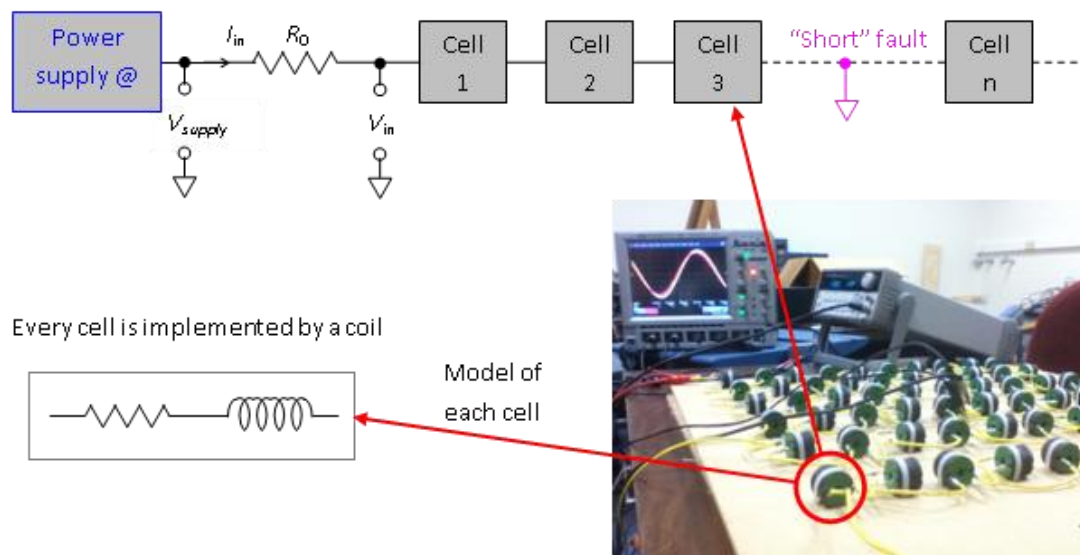 Power
supply @
I_in
R_O
Cell
1
Cell
2
Cell
3
"Short" fault
Cell
n
V_supply
V_in
Every cell is implemented by a coil
Model of
each cell